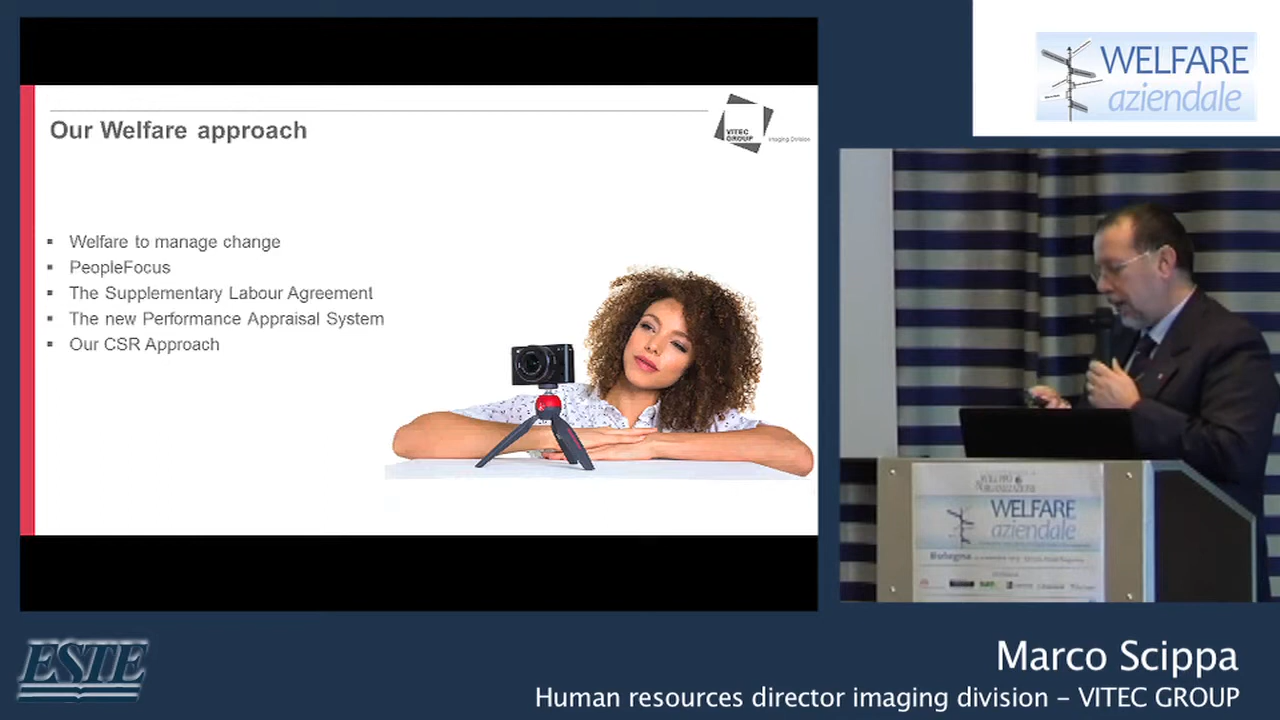 Our Welfare approach
VITEC
GROUP
Imaging Division
Welfare to manage change
PeopleFocus
The Supplementary Labour Agreement
The new Performance Appraisal System
Our CSR Approach
WELFARE
aziendale
SVILUPPO
&ORGANIZZAZIONE
WELFARE
aziendale
Bologna
ESTE
Marco Scippa
Human resources director imaging division – VITEC GROUP